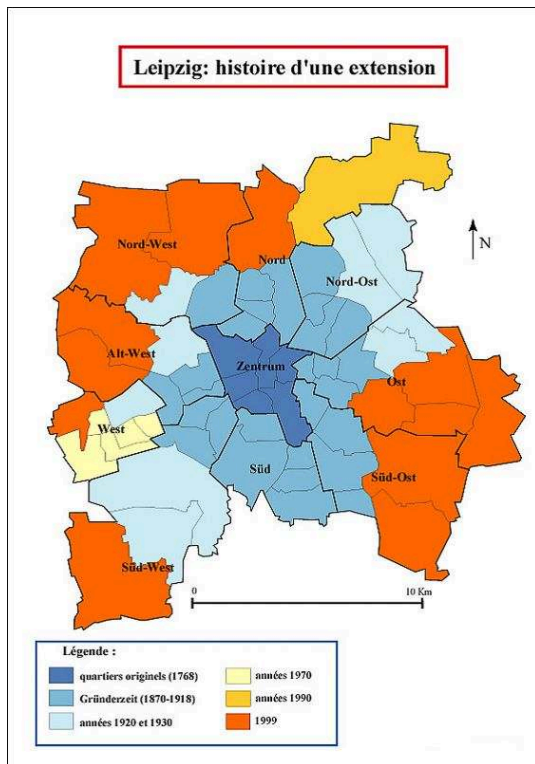 Leipzig: histoire d'une extension
N
Nord-West
Nord
Nord-Ost
Alt-West
Zentrum
Ost
West
Süd
Süd-Ost
Süd-West
0
10 Km
Légende :
quartiers originels (1768)
Gründerzeit (1870-1918)
années 1920 et 1930
années 1970
années 1990
1999